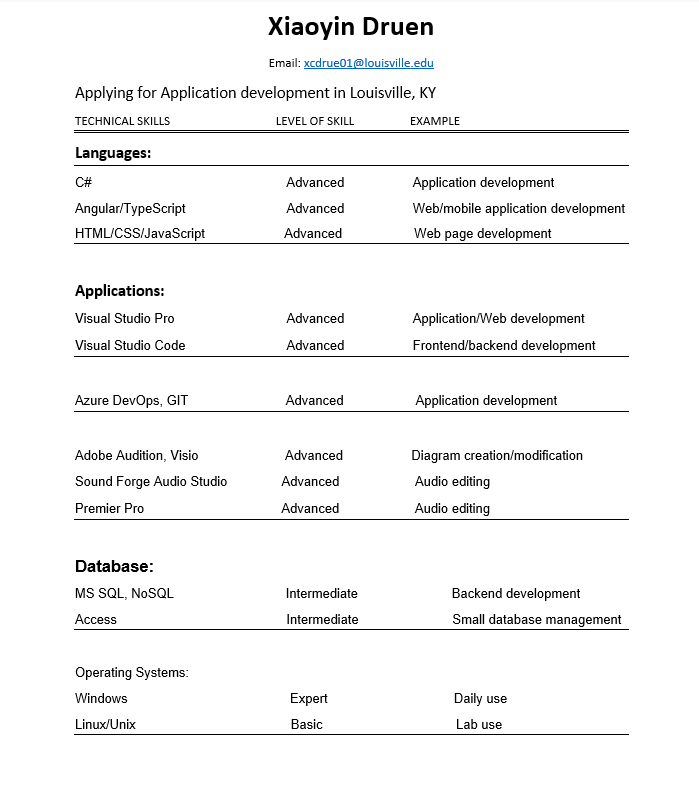 Xiaoyin Druen
Email: xcdrue01@louisville.edu
Applying for Application development in Louisville, KY
TECHNICAL SKILLS LEVEL OF SKILL EXAMPLE
Languages:
C# Advanced Application development
Angular/TypeScript Advanced Web/mobile application development
HTML/CSS/JavaScript Advanced Web page development
Applications:
Visual Studio Pro Advanced Application/Web development
Visual Studio Code Advanced Frontend/backend development
Azure DevOps, GIT Advanced Application development
Adobe Audition, Visio Advanced Diagram creation/modification
Sound Forge Audio Studio Advanced Audio editing
Premier Pro Advanced Audio editing
Database:
MS SQL, NoSQL Intermediate Backend development
Access Intermediate Small database management
Operating Systems:
Windows Expert Daily use
Linux/Unix Basic Lab use